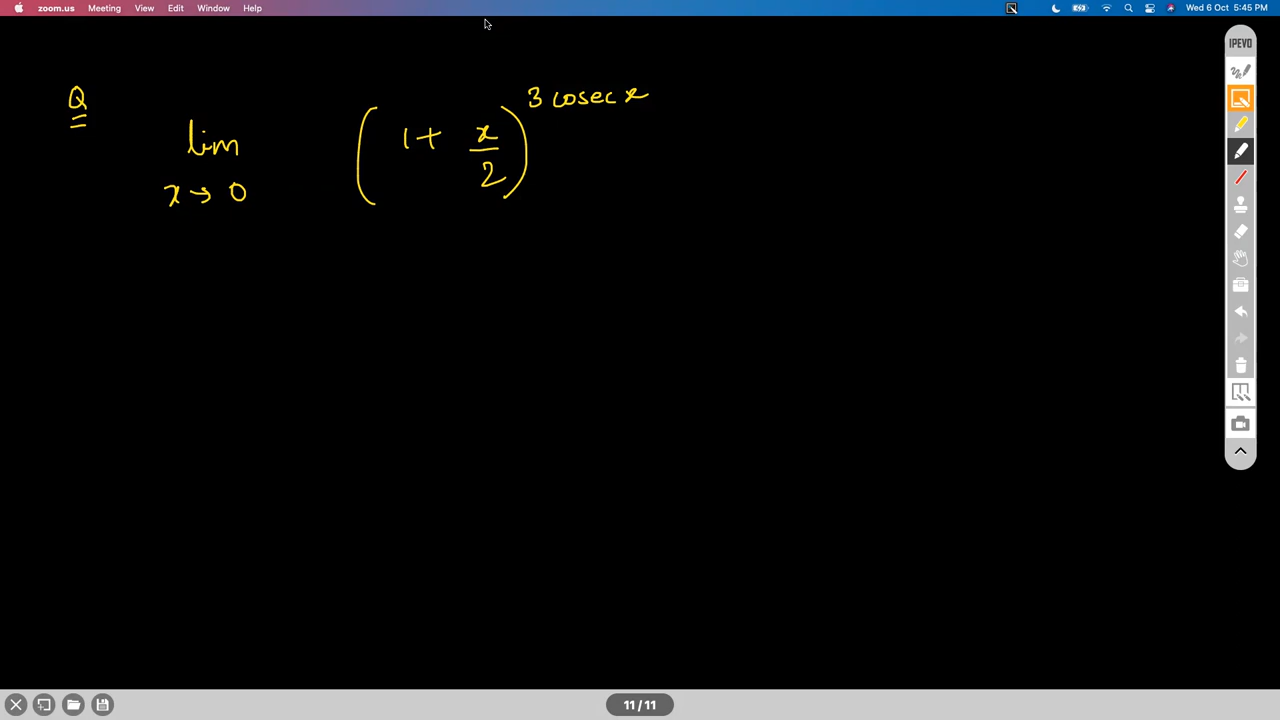 zoom.us Meeting View Edit Window Help Wed 6 Oct 5:45 PM
IPEVO
Q lim x→0 (1 + x/2)^3 cosec x
11 / 11